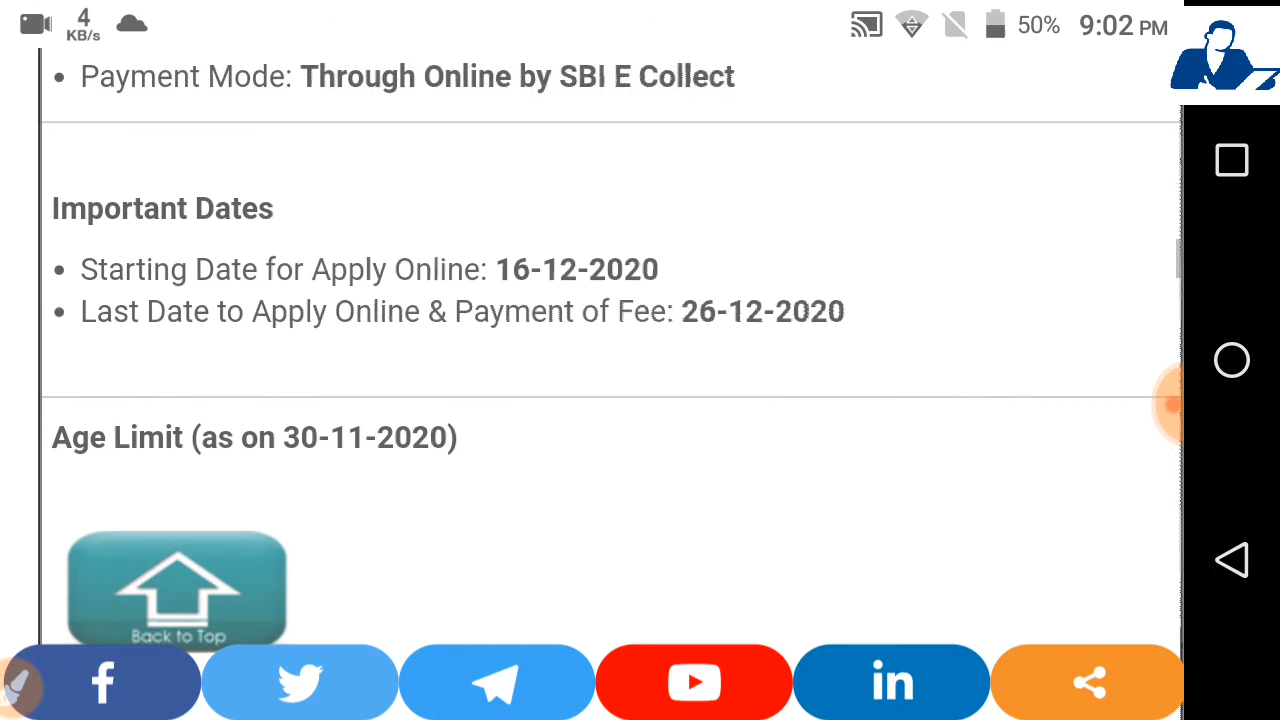 4
KB/s
50%
9:02 PM
• Payment Mode: Through Online by SBI E Collect
Important Dates
• Starting Date for Apply Online: 16-12-2020
• Last Date to Apply Online & Payment of Fee: 26-12-2020
Age Limit (as on 30-11-2020)
Back to Top
f
in